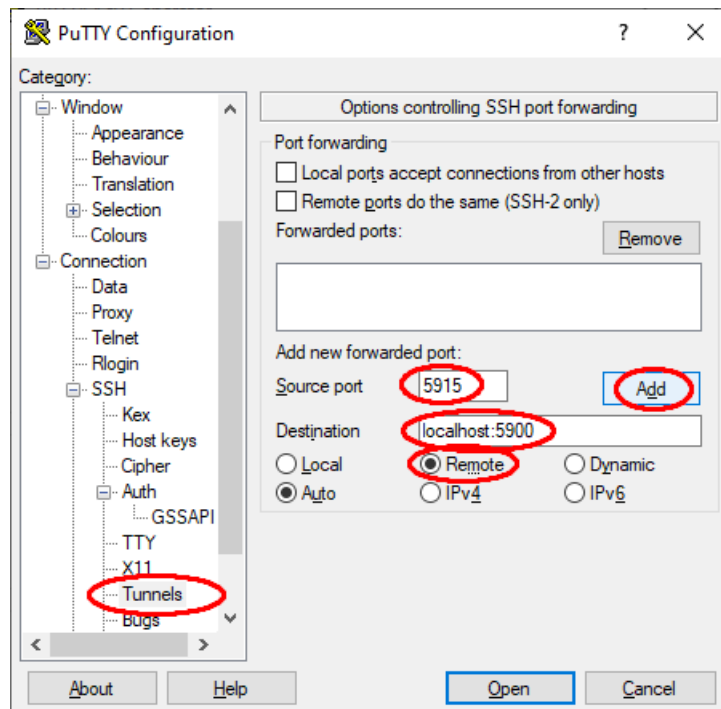 PuTTY Configuration
?
Category:
Window
Appearance
Behaviour
Translation
Selection
Colours
Connection
Data
Proxy
Telnet
Rlogin
SSH
Kex
Host keys
Cipher
Auth
GSSAPI
TTY
X11
Tunnels
Bugs
Options controlling SSH port forwarding
Port forwarding
Local ports accept connections from other hosts
Remote ports do the same (SSH-2 only)
Forwarded ports:
Remove
Add new forwarded port:
Source port 5915 Add
Destination localhost:5900
Local Remote Dynamic
Auto IPv4 IPv6
About Help Open Cancel